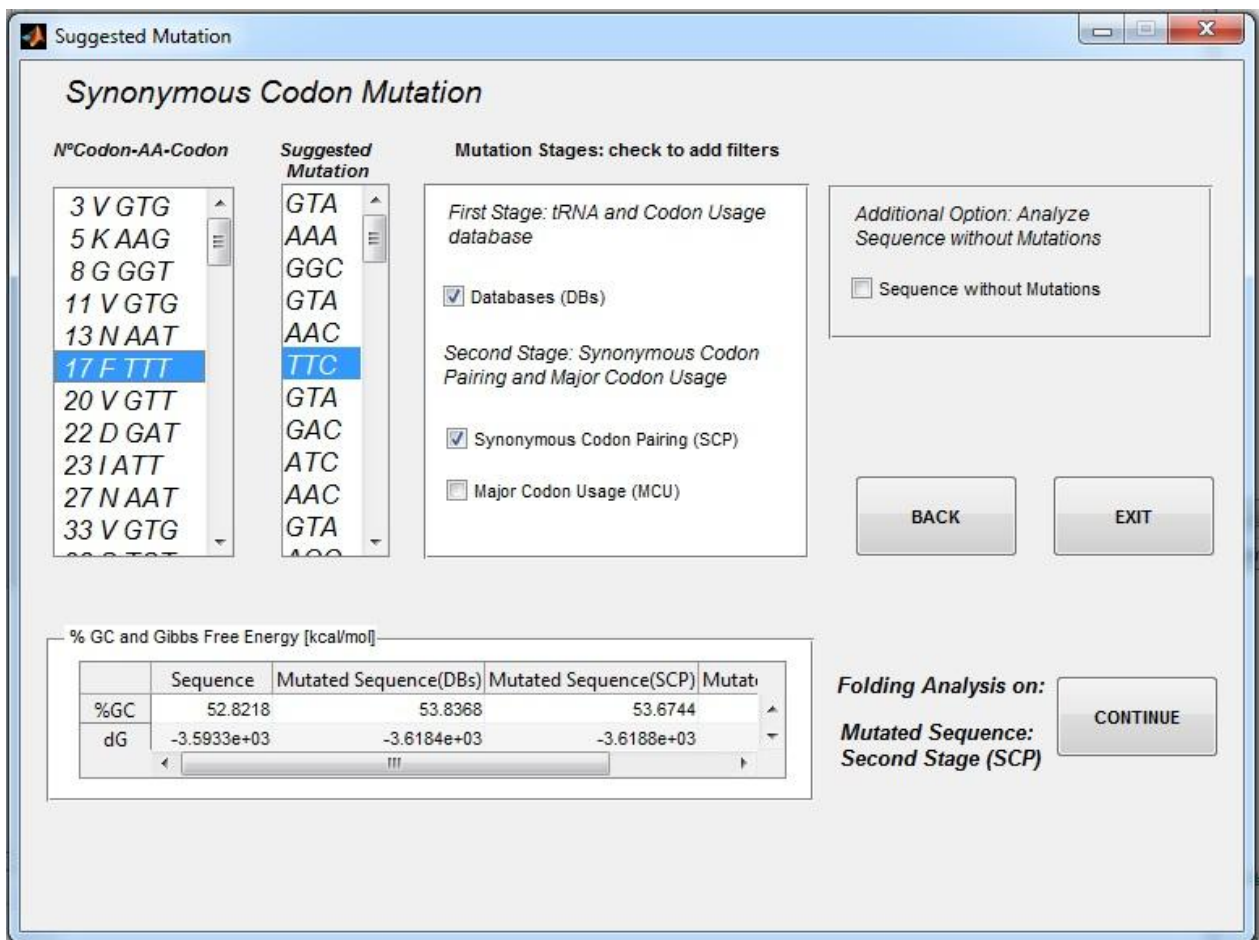 Suggested Mutation
Synonymous Codon Mutation
NºCodon-AA-Codon
Suggested
Mutation
Mutation Stages: check to add filters
3 V GTG
5 K AAG
8 G GGT
11 V GTG
13 N AAT
17 F TTT
20 V GTT
22 D GAT
23 I ATT
27 N AAT
33 V GTG
GTA
AAA
GGC
GTA
AAC
TTC
GTA
GAC
ATC
AAC
GTA
First Stage: tRNA and Codon Usage
database
Databases (DBs)
Second Stage: Synonymous Codon
Pairing and Major Codon Usage
Synonymous Codon Pairing (SCP)
Major Codon Usage (MCU)
Additional Option: Analyze
Sequence without Mutations
Sequence without Mutations
BACK
EXIT
% GC and Gibbs Free Energy [kcal/mol]
Sequence Mutated Sequence(DBs) Mutated Sequence(SCP)
%GC 52.8218 53.8368 53.6744
dG -3.5933e+03 -3.6184e+03 -3.6188e+03
Folding Analysis on:
Mutated Sequence:
Second Stage (SCP)
CONTINUE